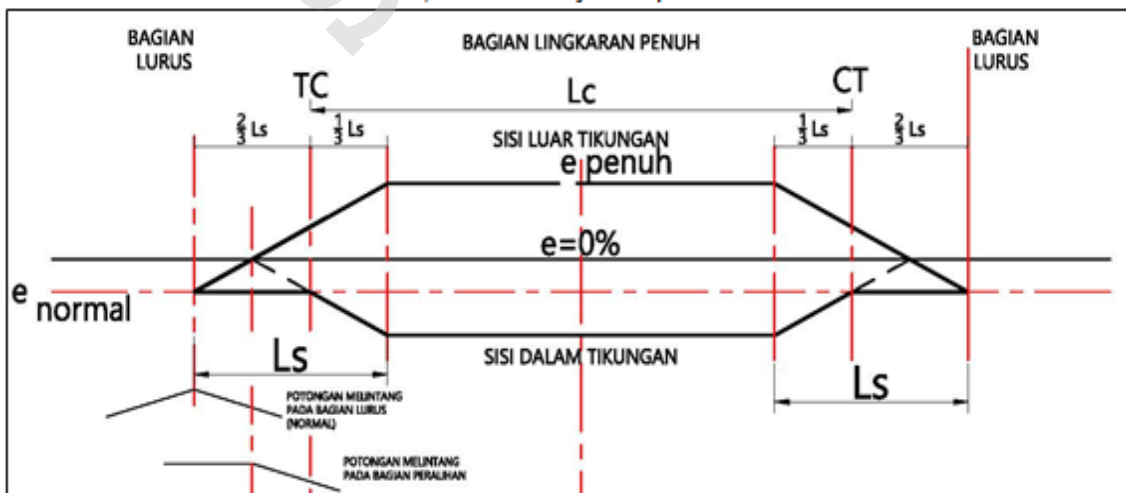 BAGIAN
LURUS
BAGIAN LINGKARAN PENUH
BAGIAN
LURUS
TC
Lc
CT
2/3 Ls
1/3 Ls
SISI LUAR TIKUNGAN
1/3 Ls
2/3 Ls
e penuh
e=0%
e normal
Ls
SISI DALAM TIKUNGAN
Ls
POTONGAN MELINTANG
PADA BAGIAN LURUS
(NORMAL)
POTONGAN MELINTANG
PADA BAGIAN PERALIHAN